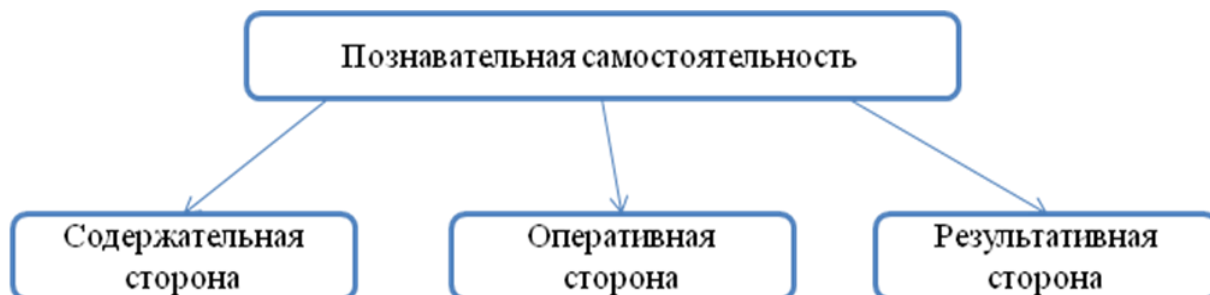 Познавательная самостоятельность
Содержательная
сторона
Оперативная
сторона
Результативная
сторона